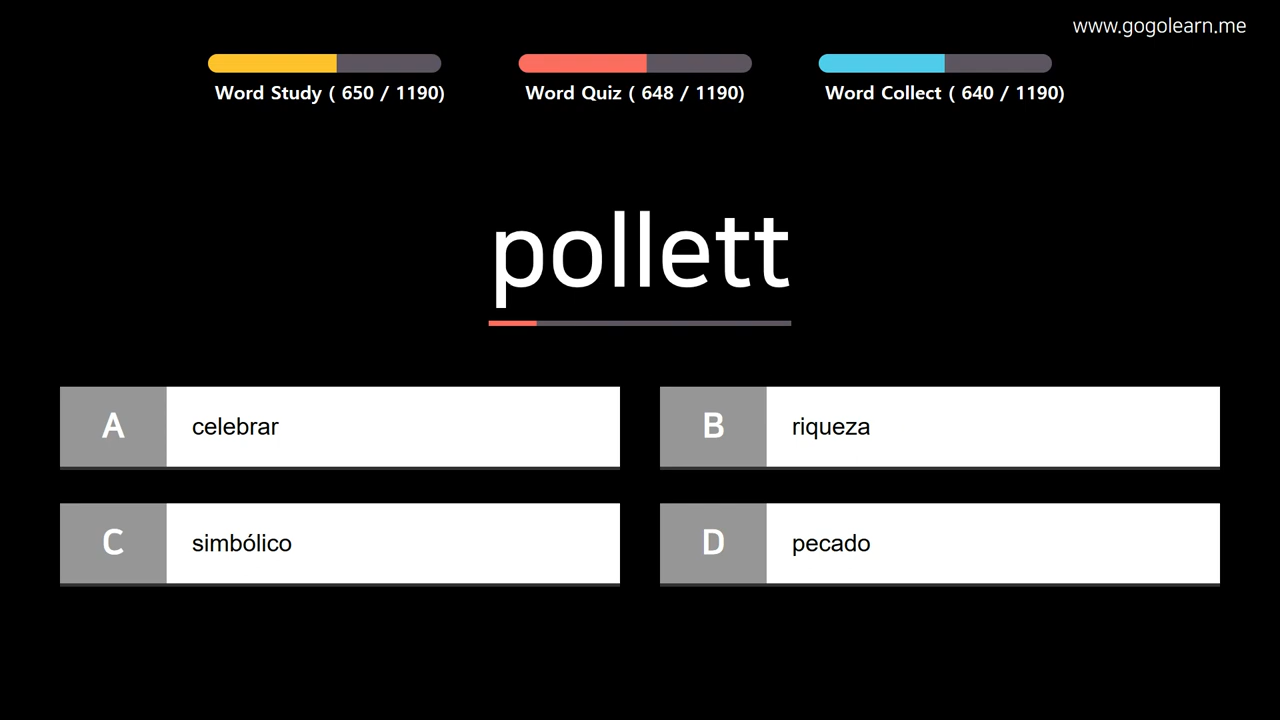 www.gogolearn.me
Word Study ( 650 / 1190)
Word Quiz ( 648 / 1190)
Word Collect ( 640 / 1190)
pollett
A celebrar
B riqueza
C simbólico
D pecado